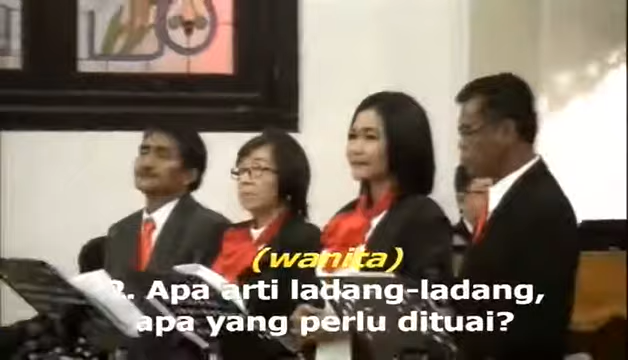 (wanita)
2. Apa arti ladang-ladang,
apa yang perlu dituai?